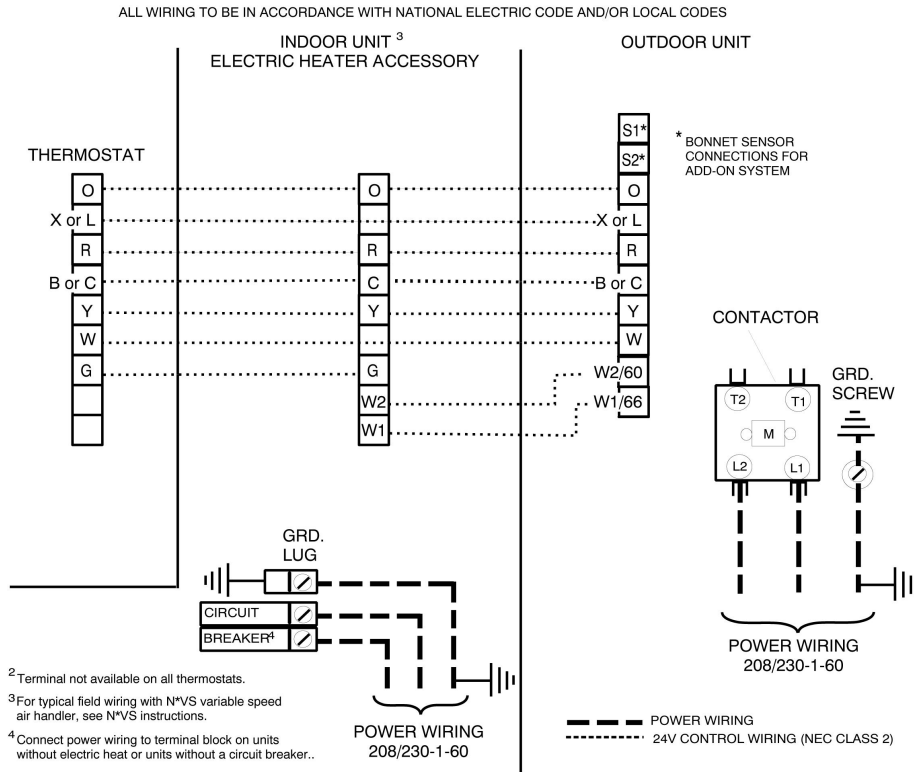 ALL WIRING TO BE IN ACCORDANCE WITH NATIONAL ELECTRIC CODE AND/OR LOCAL CODES
INDOOR UNIT 3
ELECTRIC HEATER ACCESSORY
OUTDOOR UNIT
THERMOSTAT
O
X or L
R
B or C
Y
W
G
O
R
C
Y
G
W2
W1
S1*
S2*
O
X or L
R
B or C
Y
W
W2/60
W1/66
* BONNET SENSOR
CONNECTIONS FOR
ADD-ON SYSTEM
CONTACTOR
T2
T1
M
L2
L1
GRD.
SCREW
POWER WIRING
208/230-1-60
GRD.
LUG
CIRCUIT
BREAKER4
POWER WIRING
208/230-1-60
2 Terminal not available on all thermostats.
3 For typical field wiring with N*VS variable speed
air handler, see N*VS instructions.
4 Connect power wiring to terminal block on units
without electric heat or units without a circuit breaker..
POWER WIRING
24V CONTROL WIRING (NEC CLASS 2)